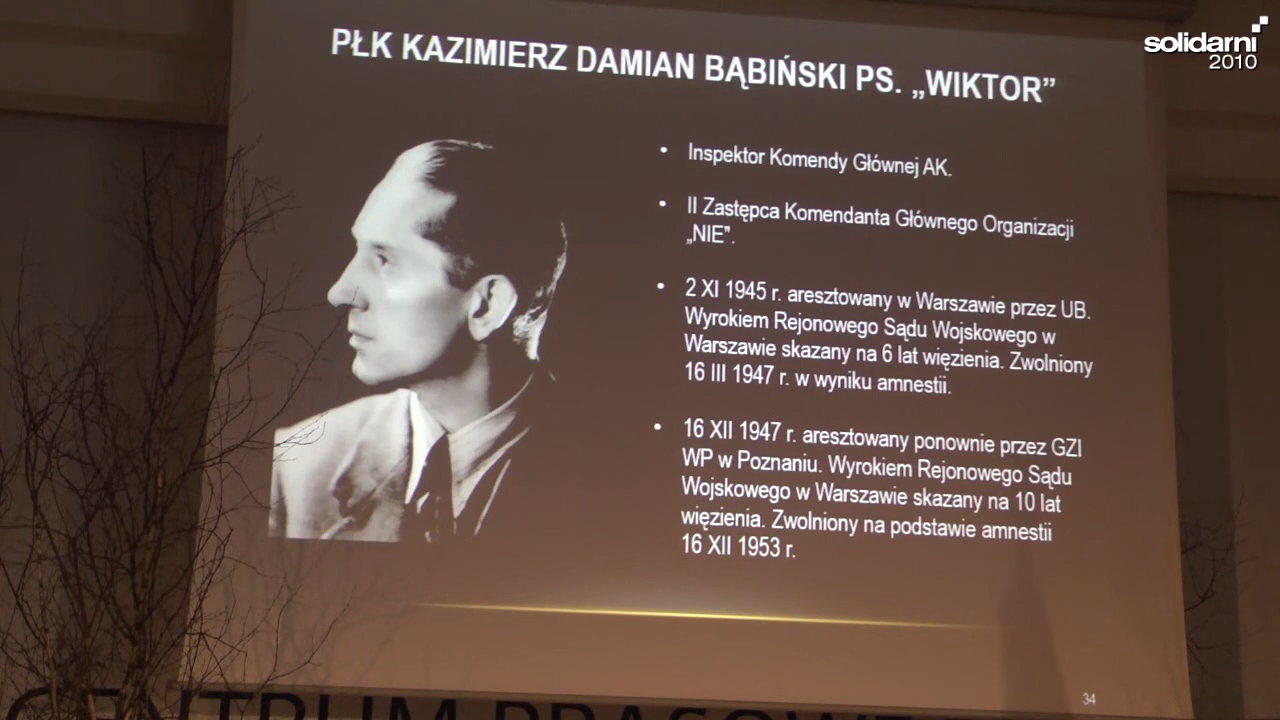 solidarni
2010
PŁK KAZIMIERZ DAMIAN BĄBIŃSKI PS. „WIKTOR”
• Inspektor Komendy Głównej AK.
• II Zastępca Komendanta Głównego Organizacji
„NIE”.
• 2 XI 1945 r. aresztowany w Warszawie przez UB.
Wyrokiem Rejonowego Sądu Wojskowego w
Warszawie skazany na 6 lat więzienia. Zwolniony
16 III 1947 r. w wyniku amnestii.
• 16 XII 1947 r. aresztowany ponownie przez GZI
WP w Poznaniu. Wyrokiem Rejonowego Sądu
Wojskowego w Warszawie skazany na 10 lat
więzienia. Zwolniony na podstawie amnestii
16 XII 1953 r.
34
CENTRUM PRASOWE